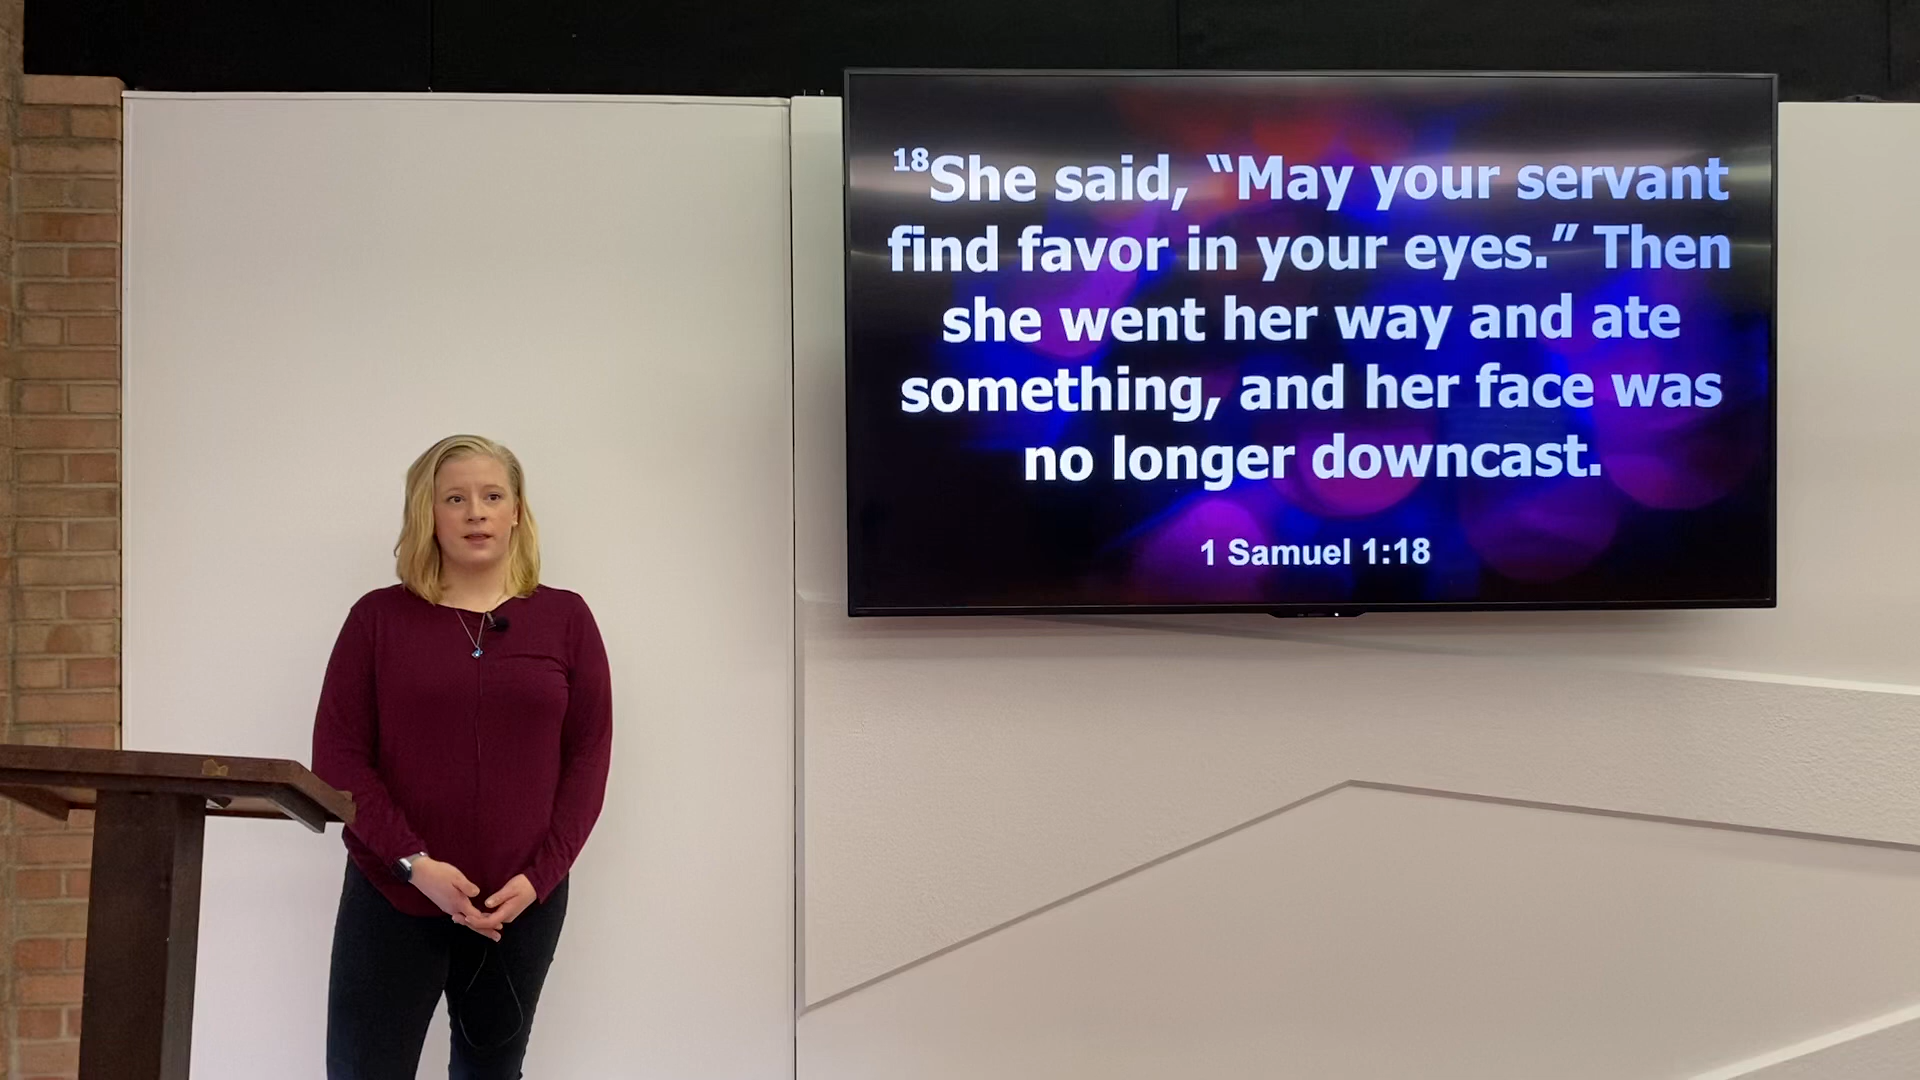 18She said, “May your servant
find favor in your eyes.” Then
she went her way and ate
something, and her face was
no longer downcast.
1 Samuel 1:18